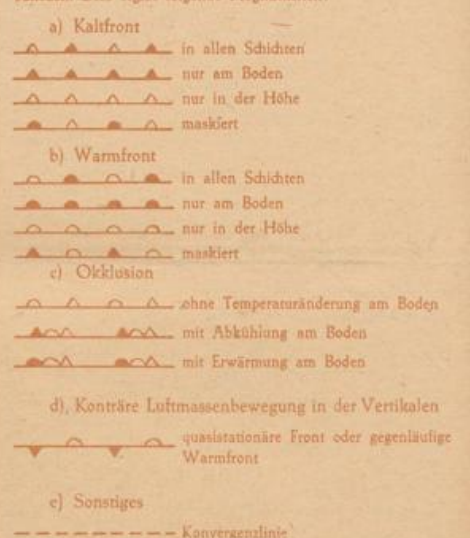 a) Kaltfront
in allen Schichten
nur am Boden
nur in der Höhe
maskiert
b) Warmfront
in allen Schichten
nur am Boden
nur in der Höhe
maskiert
c) Okklusion
ohne Temperaturänderung am Boden
mit Abkühlung am Boden
mit Erwärmung am Boden
d), Konträre Luftmassenbewegung in der Vertikalen
quasistationäre Front oder gegenläufige
Warmfront
e) Sonstiges
Konvergenzlinie